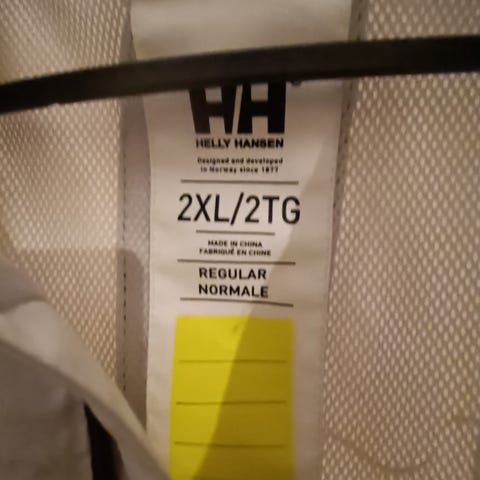 HH
HELLY HANSEN
Designed and developed
in Norway since 1877
2XL/2TG
MADE IN CHINA
FABRIQUÉ EN CHINE
REGULAR
NORMALE